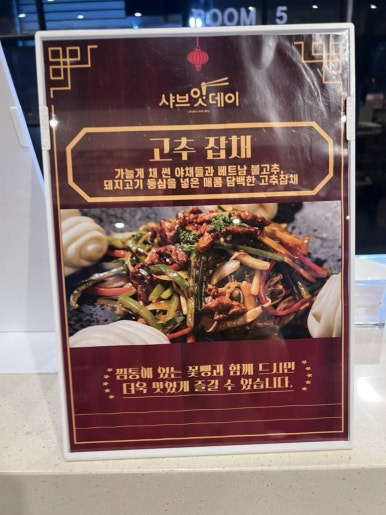 ROOM 5
샤브앗데이
고추 잡채
가늘게 채 썬 야채들과 베트남 불고추,
돼지고기 등심을 넣은 매콤 담백한 고추잡채
찜통에 있는 꽃빵과 함께 드시면
더욱 맛있게 즐길 수 있습니다.